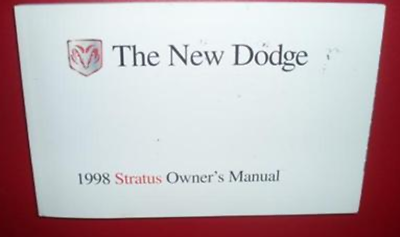 The New Dodge
1998 Stratus Owner's Manual